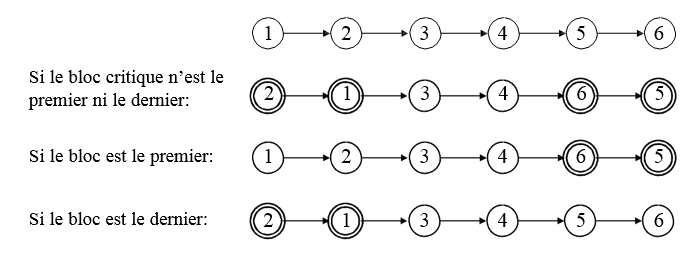 1 2 3 4 5 6
Si le bloc critique n’est le
premier ni le dernier:
2 1 3 4 6 5
Si le bloc est le premier:
1 2 3 4 6 5
Si le bloc est le dernier:
2 1 3 4 5 6